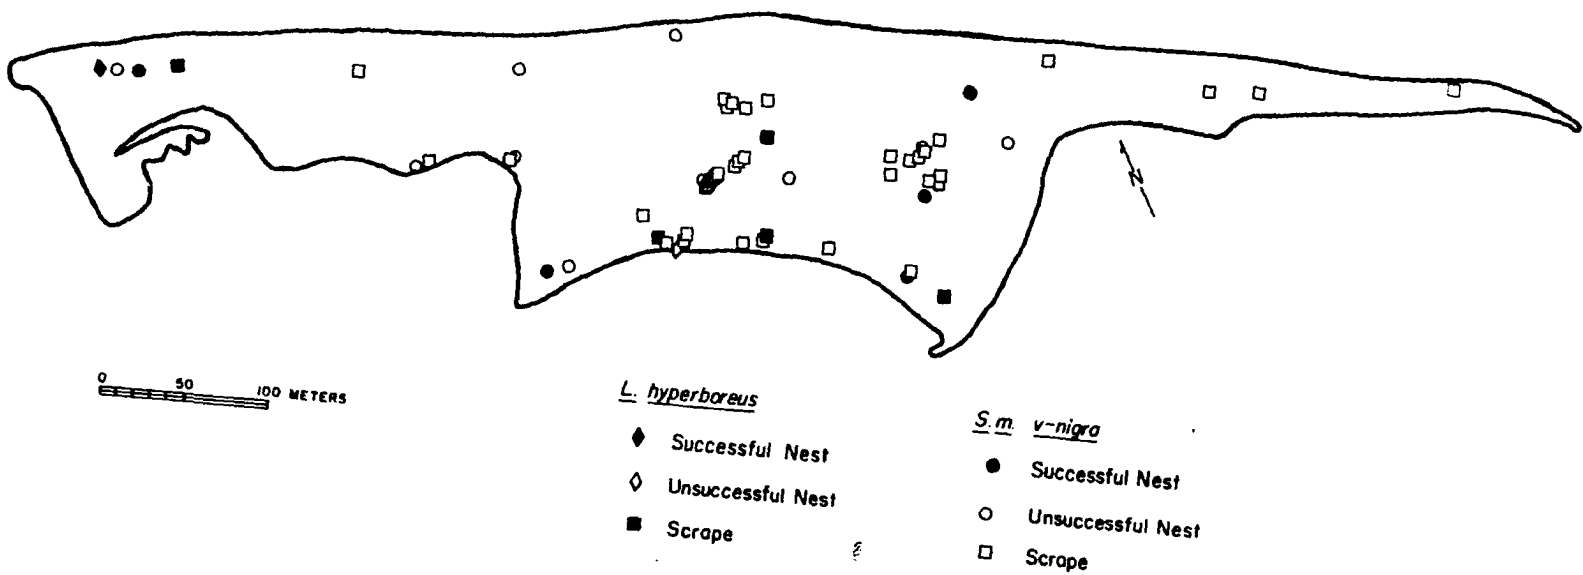 N
0 50 100 METERS
L. hyperboreus
Successful Nest
Unsuccessful Nest
Scrape
S.m. v-nigra
Successful Nest
Unsuccessful Nest
Scrape